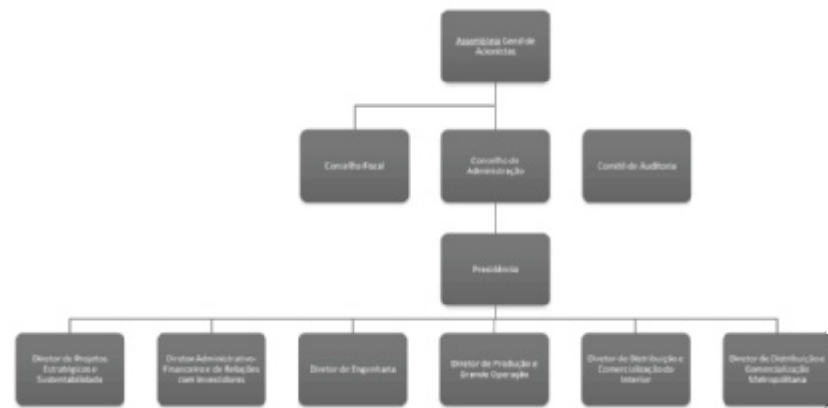 Assembleia Geral de
Acionistas
Conselho Fiscal
Conselho de
Administração
Comitê de Auditoria
Presidência
Diretor de Projetos
Estratégicos e
Sustentabilidade
Diretor Administrativo-
Financeiro e de Relações
com Investidores
Diretor de Engenharia
Diretor de Produção e
Grande Operação
Diretor de Distribuição e
Comercialização do
Interior
Diretor de Distribuição e
Comercialização
Metropolitana